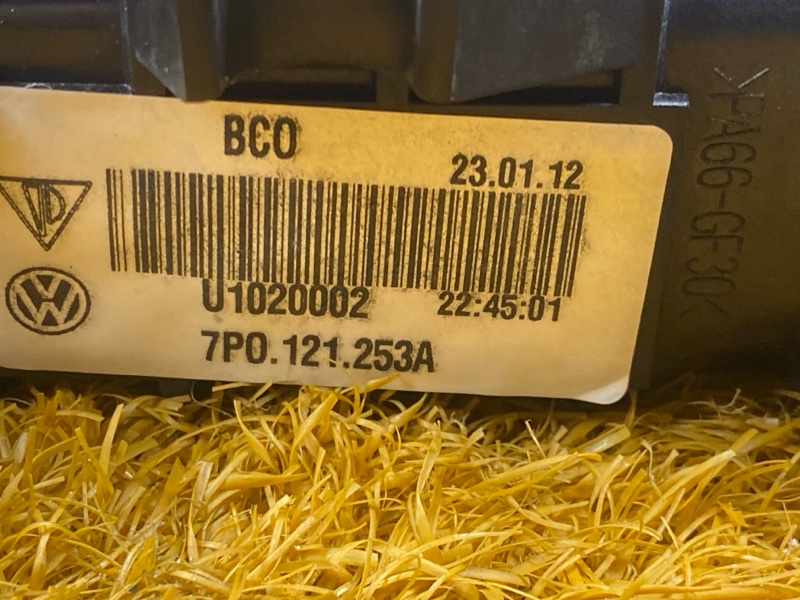 BCO
23.01.12
U1020002
22:45:01
7P0.121.253A
>PA66-GF30<